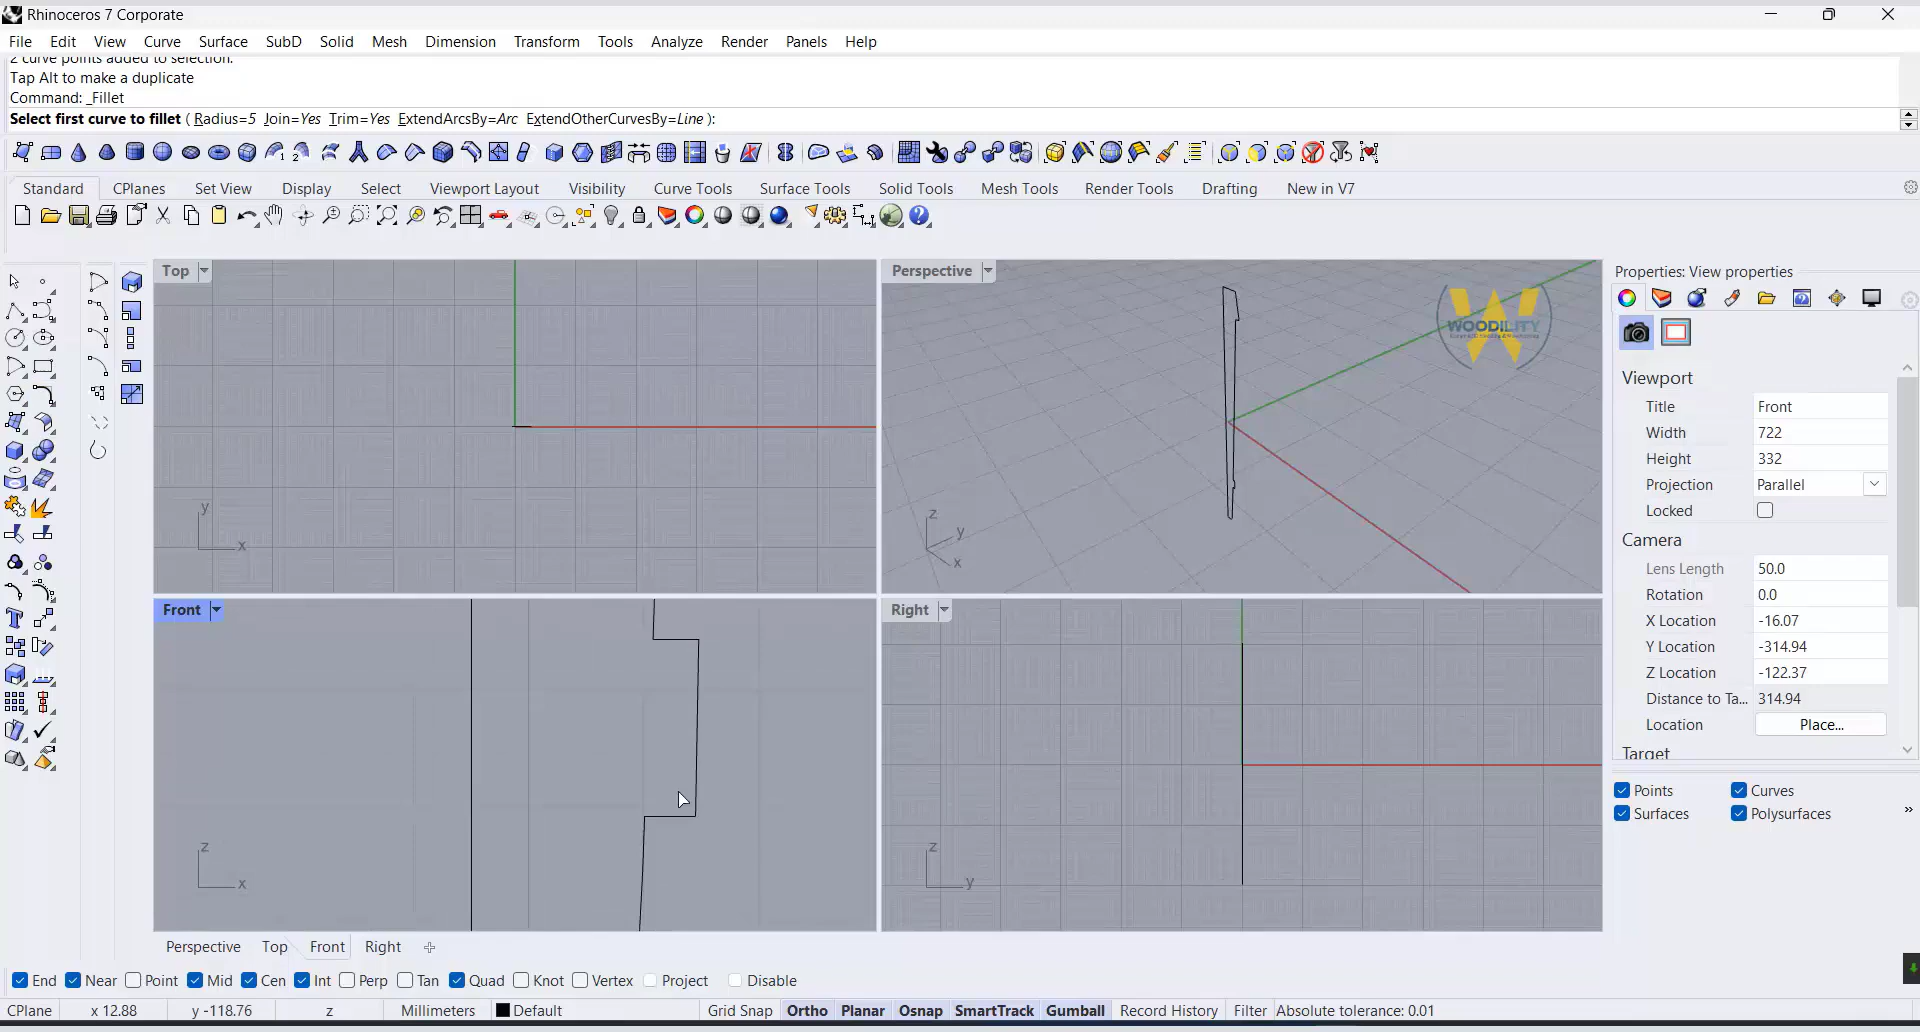 Rhinoceros 7 Corporate
File Edit View Curve Surface SubD Solid Mesh Dimension Transform Tools Analyze Render Panels Help
2 curve points added to selection.
Tap Alt to make a duplicate
Command: _Fillet
Select first curve to fillet ( Radius=5 Join=Yes Trim=Yes ExtendArcsBy=Arc ExtendOtherCurvesBy=Line ):
Standard CPlanes Set View Display Select Viewport Layout Visibility Curve Tools Surface Tools Solid Tools Mesh Tools Render Tools Drafting New in V7
Top
y
x
Perspective
WOODILITY
z
y
x
Front
z
x
Right
z
y
Properties: View properties
Viewport
Title Front
Width 722
Height 332
Projection Parallel
Locked
Camera
Lens Length 50.0
Rotation 0.0
X Location -16.07
Y Location -314.94
Z Location -122.37
Distance to Ta... 314.94
Location Place...
Target
Points Curves
Surfaces Polysurfaces
»
Perspective Top Front Right
End Near Point Mid Cen Int Perp Tan Quad Knot Vertex Project Disable
CPlane x 12.88 y -118.76 z Millimeters Default Grid Snap Ortho Planar Osnap SmartTrack Gumball Record History Filter Absolute tolerance: 0.01